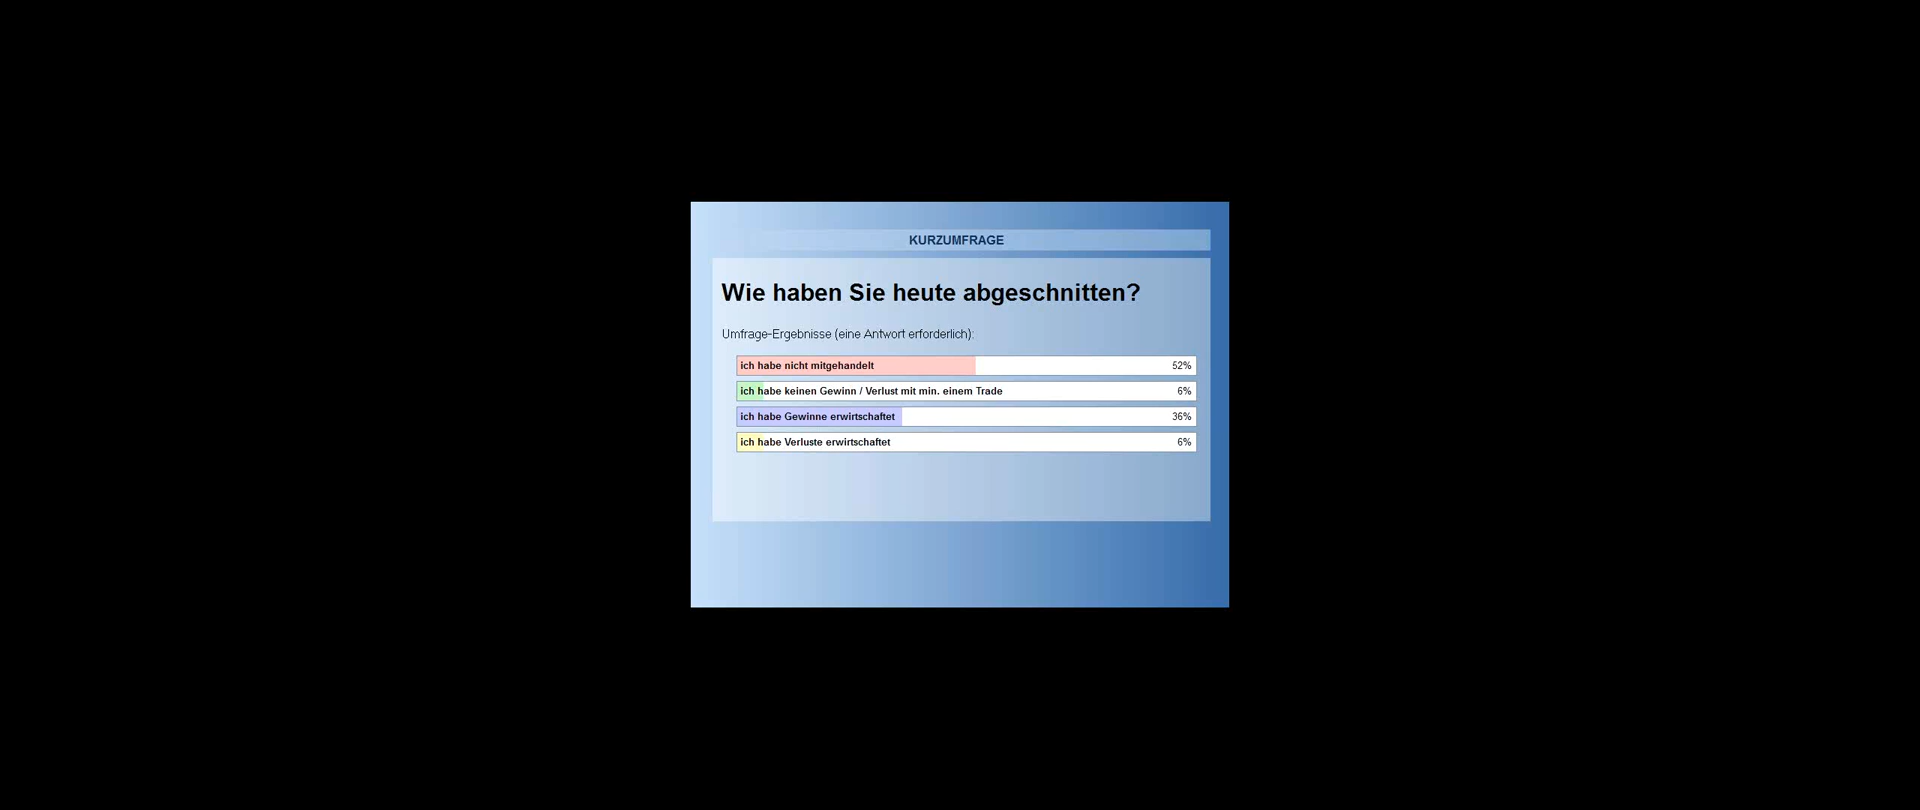 KURZUMFRAGE
Wie haben Sie heute abgeschnitten?
Umfrage-Ergebnisse (eine Antwort erforderlich):
ich habe nicht mitgehandelt 52%
ich habe keinen Gewinn / Verlust mit min. einem Trade 6%
ich habe Gewinne erwirtschaftet 36%
ich habe Verluste erwirtschaftet 6%